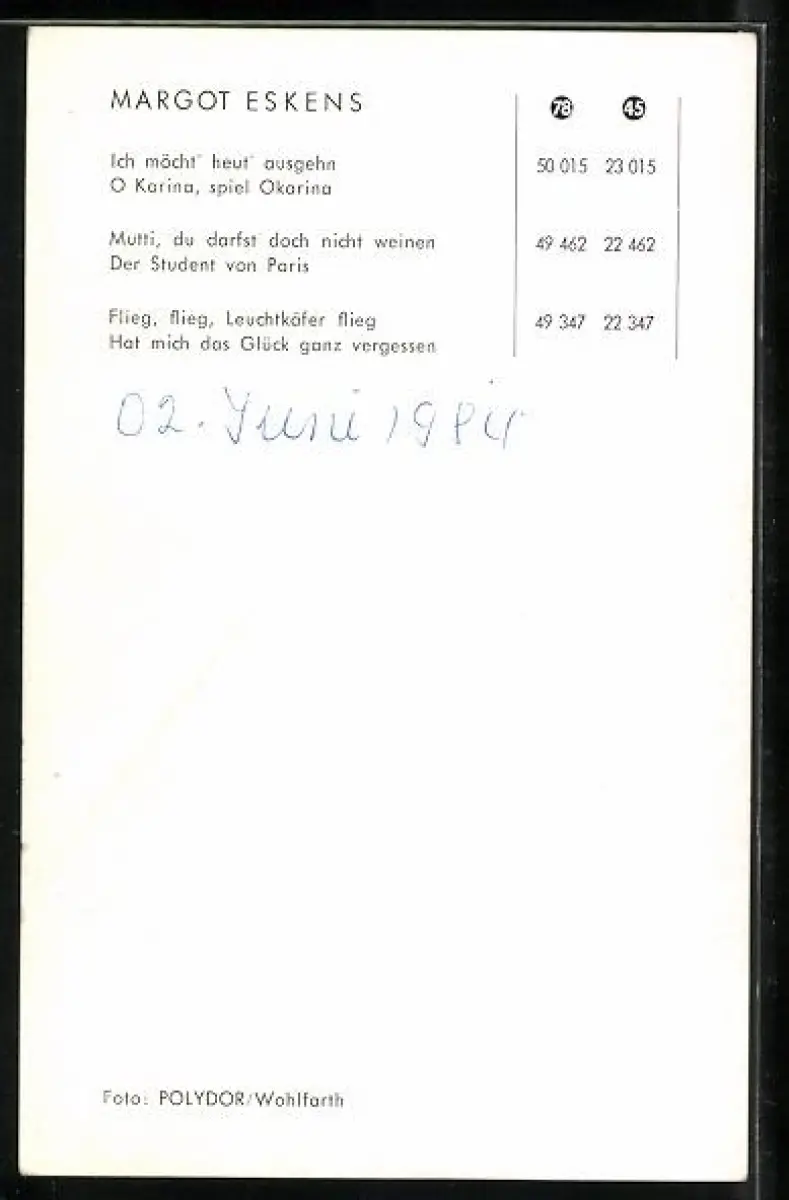 MARGOT ESKENS 78 45
Ich möcht' heut' ausgehn 50 015 23 015
O Karina, spiel Okarina
Mutti, du darfst doch nicht weinen 49 462 22 462
Der Student von Paris
Flieg, flieg, Leuchtkäfer flieg 49 347 22 347
Hat mich das Glück ganz vergessen
02. Juni 1984
Foto: POLYDOR/Wohlfarth